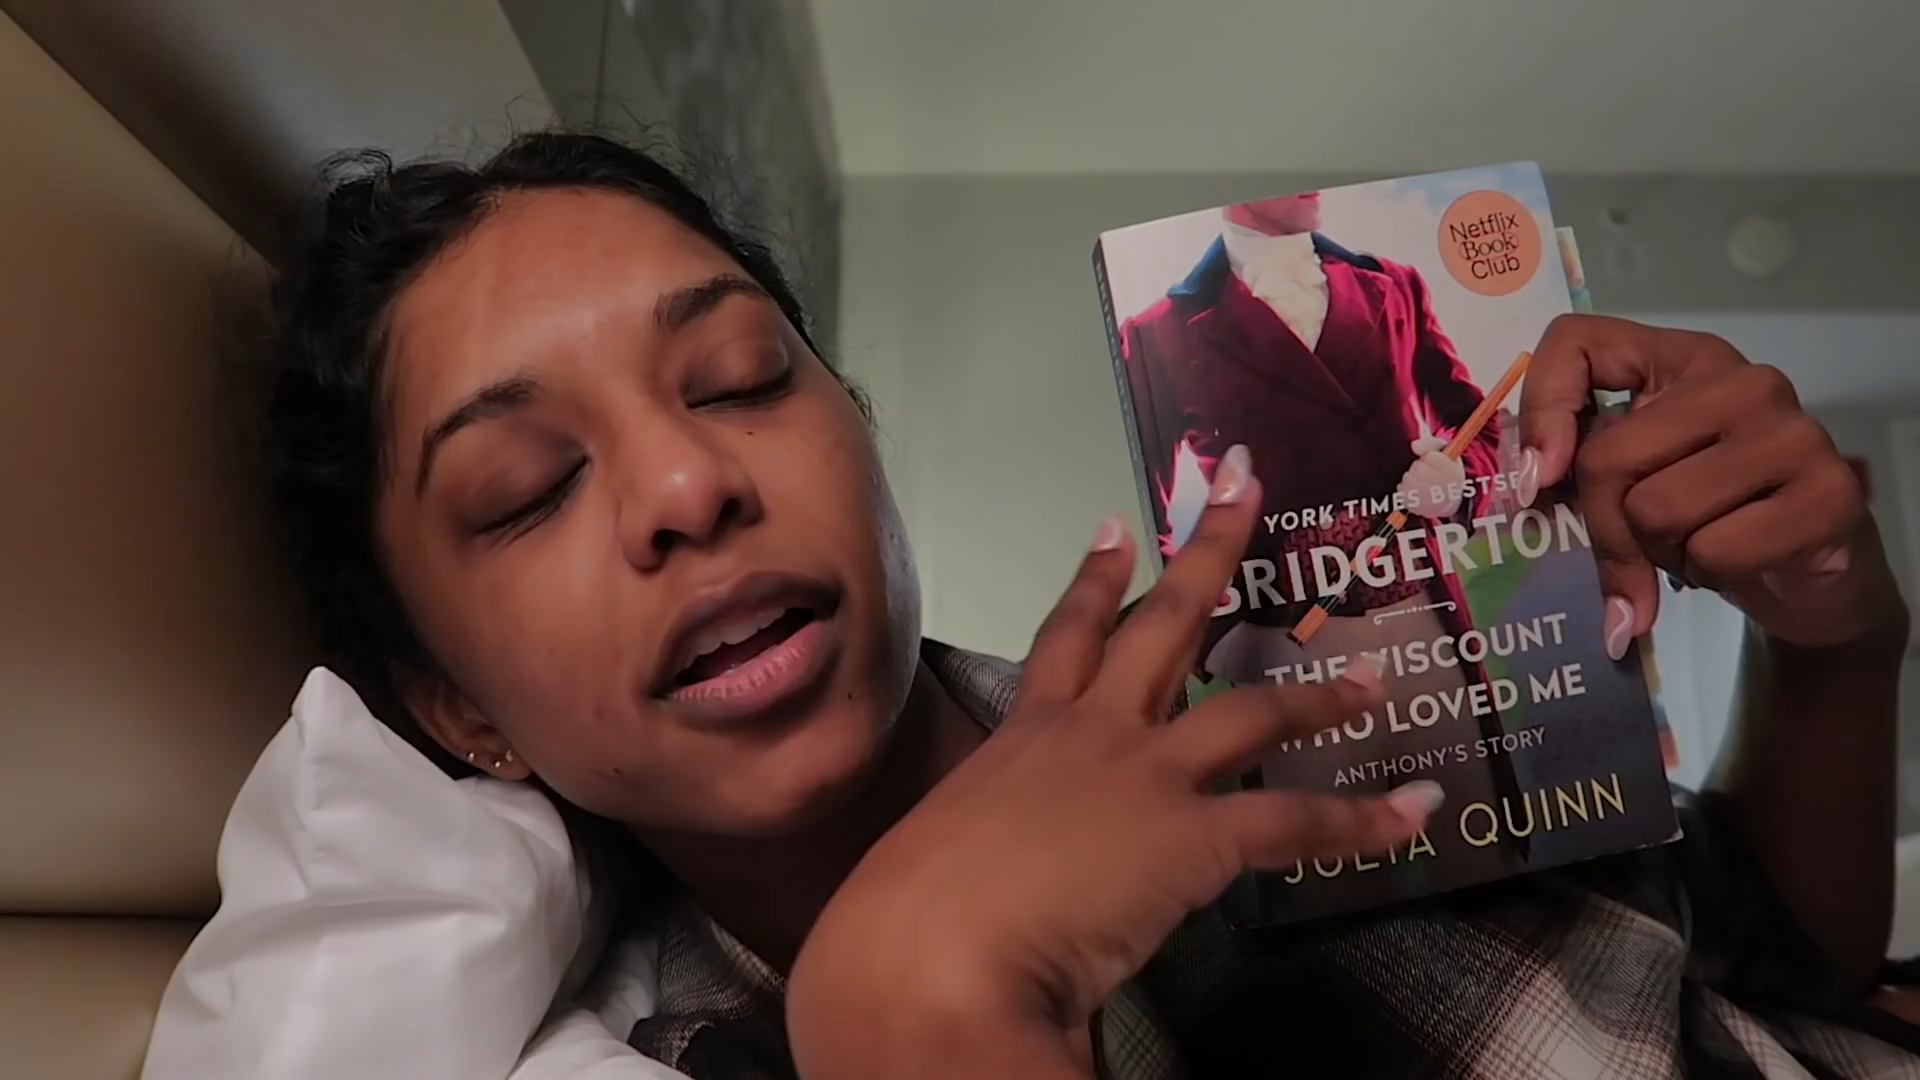 Netflix
Book
Club
YORK TIMES BESTSE
BRIDGERTON
THE VISCOUNT
WHO LOVED ME
ANTHONY'S STORY
JULIA QUINN